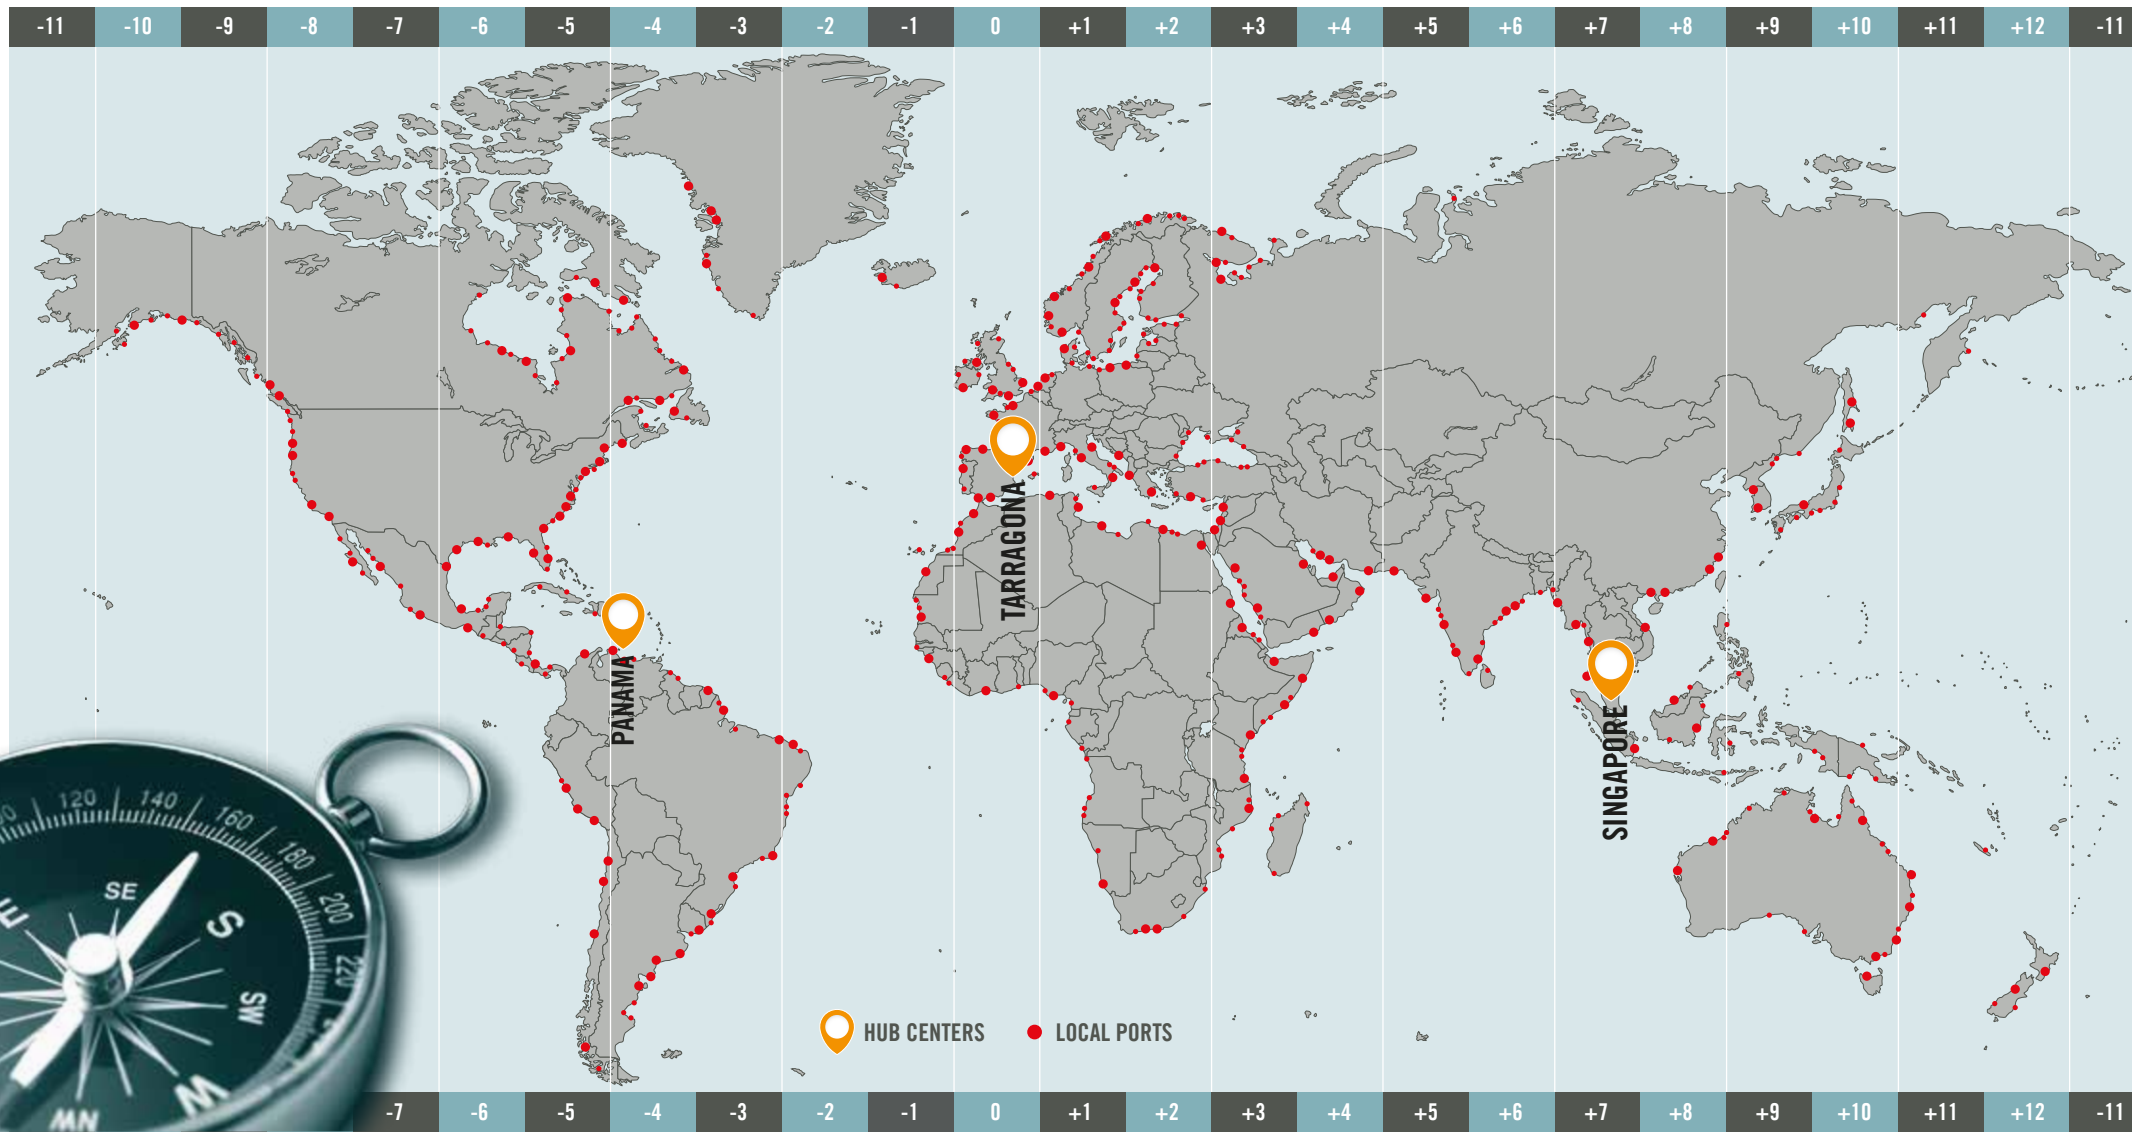 -11 -10 -9 -8 -7 -6 -5 -4 -3 -2 -1 0 +1 +2 +3 +4 +5 +6 +7 +8 +9 +10 +11 +12 -11
TARRAGONA
PANAMA
SINGAPORE
120 140 160 180 200 220
SE
E
S
SW
W
NW
HUB CENTERS
LOCAL PORTS
-7 -6 -5 -4 -3 -2 -1 0 +1 +2 +3 +4 +5 +6 +7 +8 +9 +10 +11 +12 -11